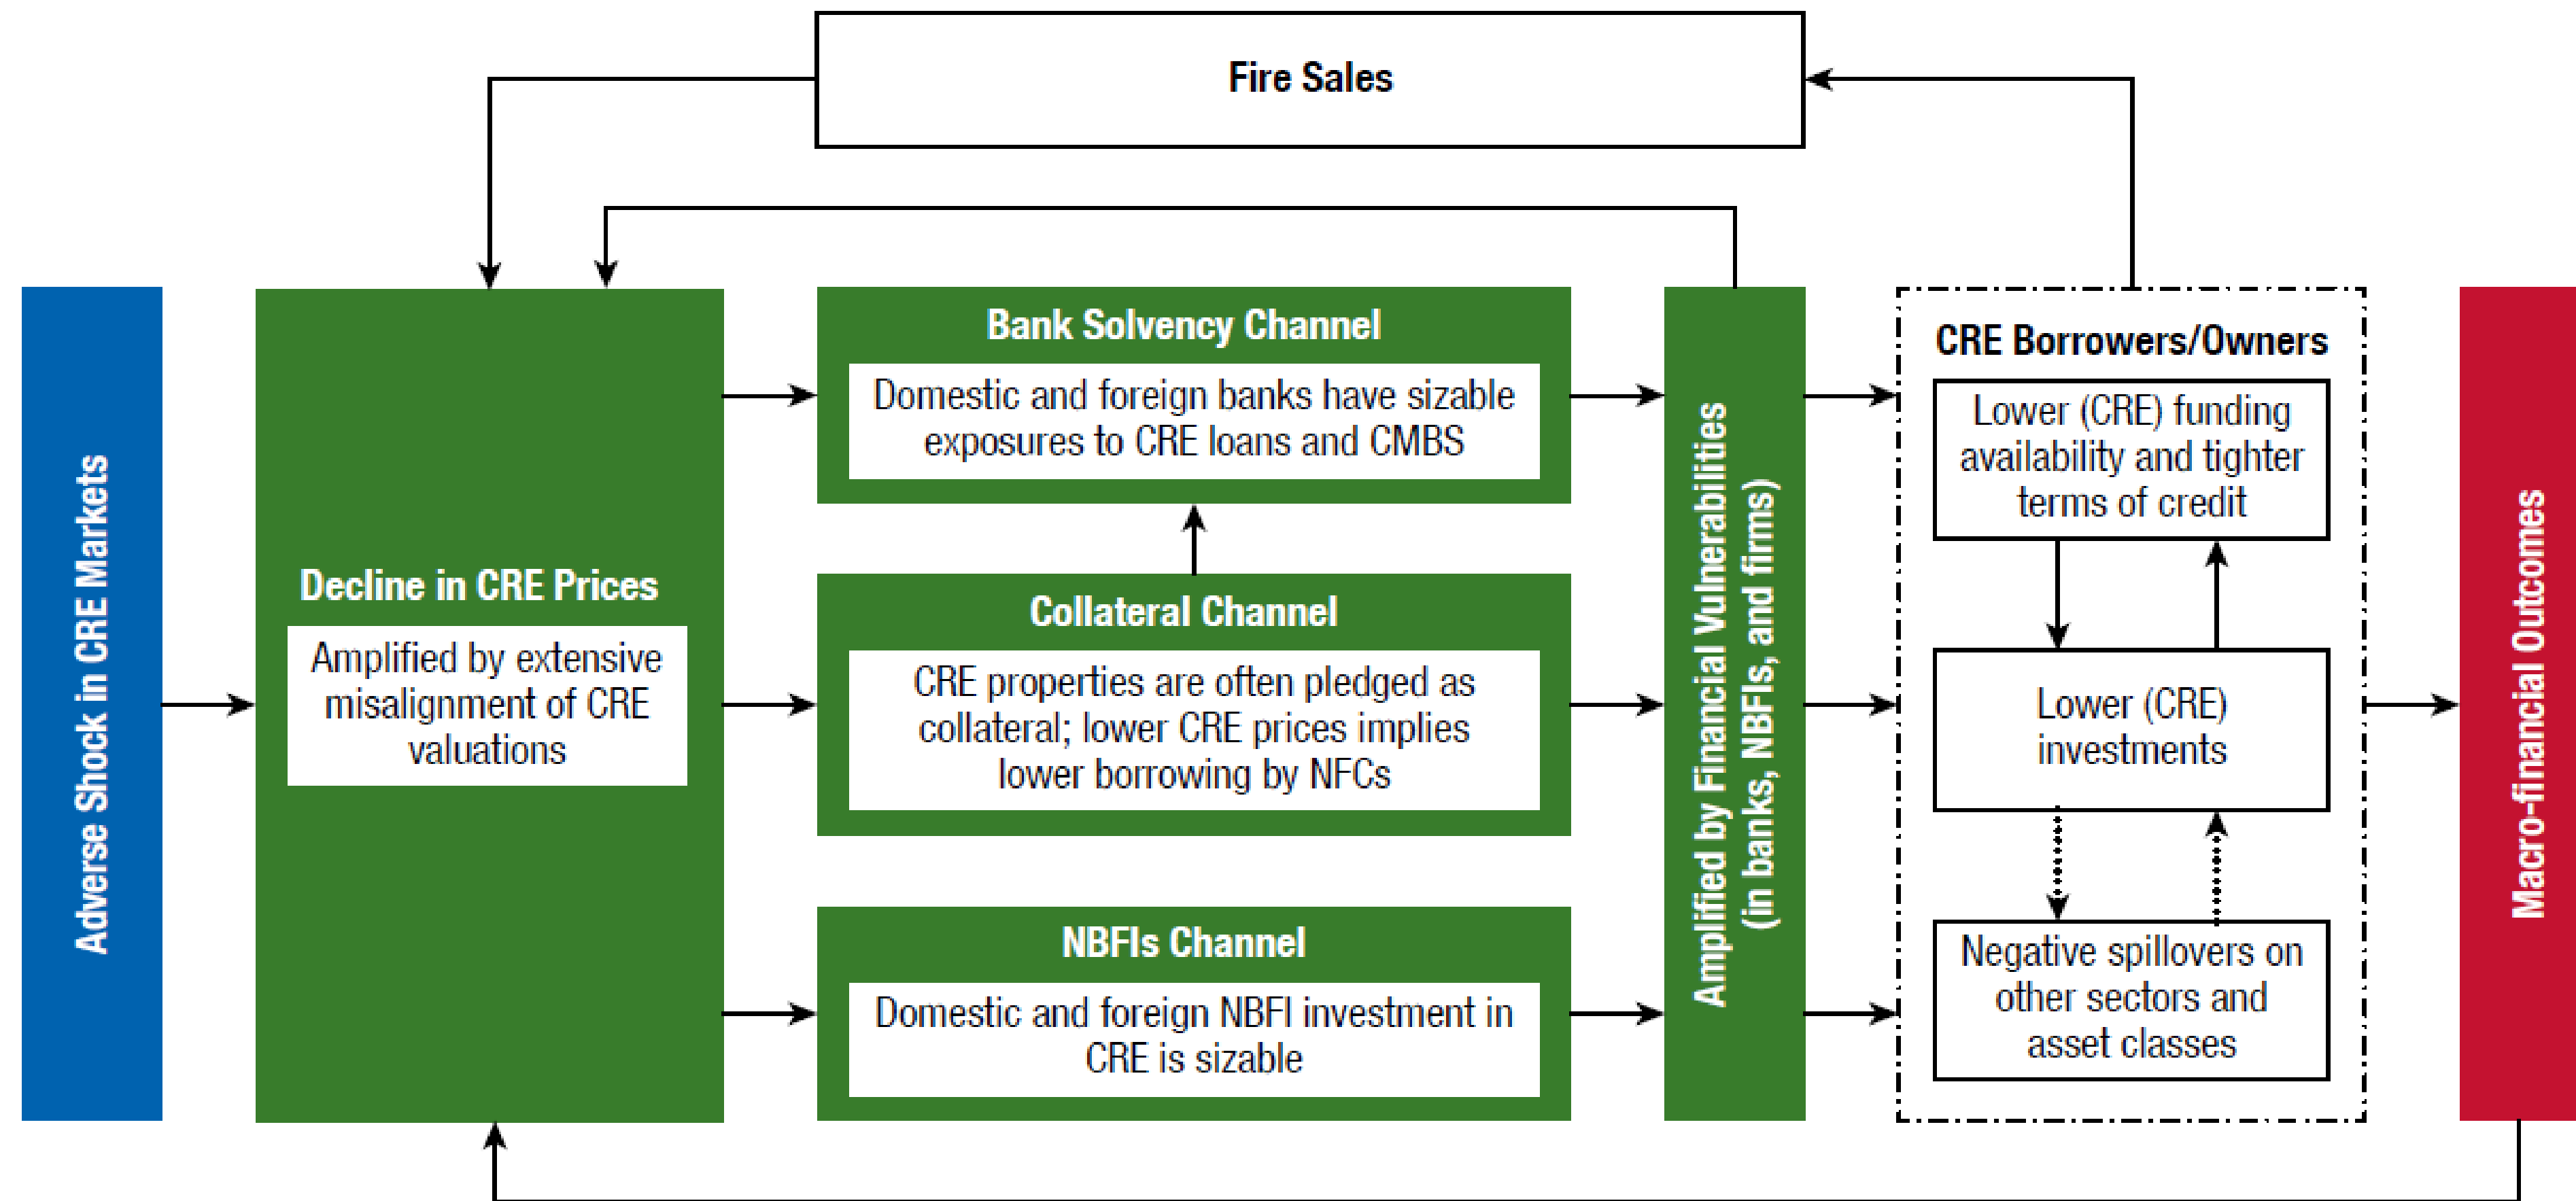 Fire Sales
Adverse Shock in CRE Markets
Decline in CRE Prices
Amplified by extensive
misalignment of CRE
valuations
Bank Solvency Channel
Domestic and foreign banks have sizable
exposures to CRE loans and CMBS
Collateral Channel
CRE properties are often pledged as
collateral; lower CRE prices implies
lower borrowing by NFCs
NBFIs Channel
Domestic and foreign NBFI investment in
CRE is sizable
Amplified by Financial Vulnerabilities
(in banks, NBFIs, and firms)
CRE Borrowers/Owners
Lower (CRE) funding
availability and tighter
terms of credit
Lower (CRE)
investments
Negative spillovers on
other sectors and
asset classes
Macro-financial Outcomes